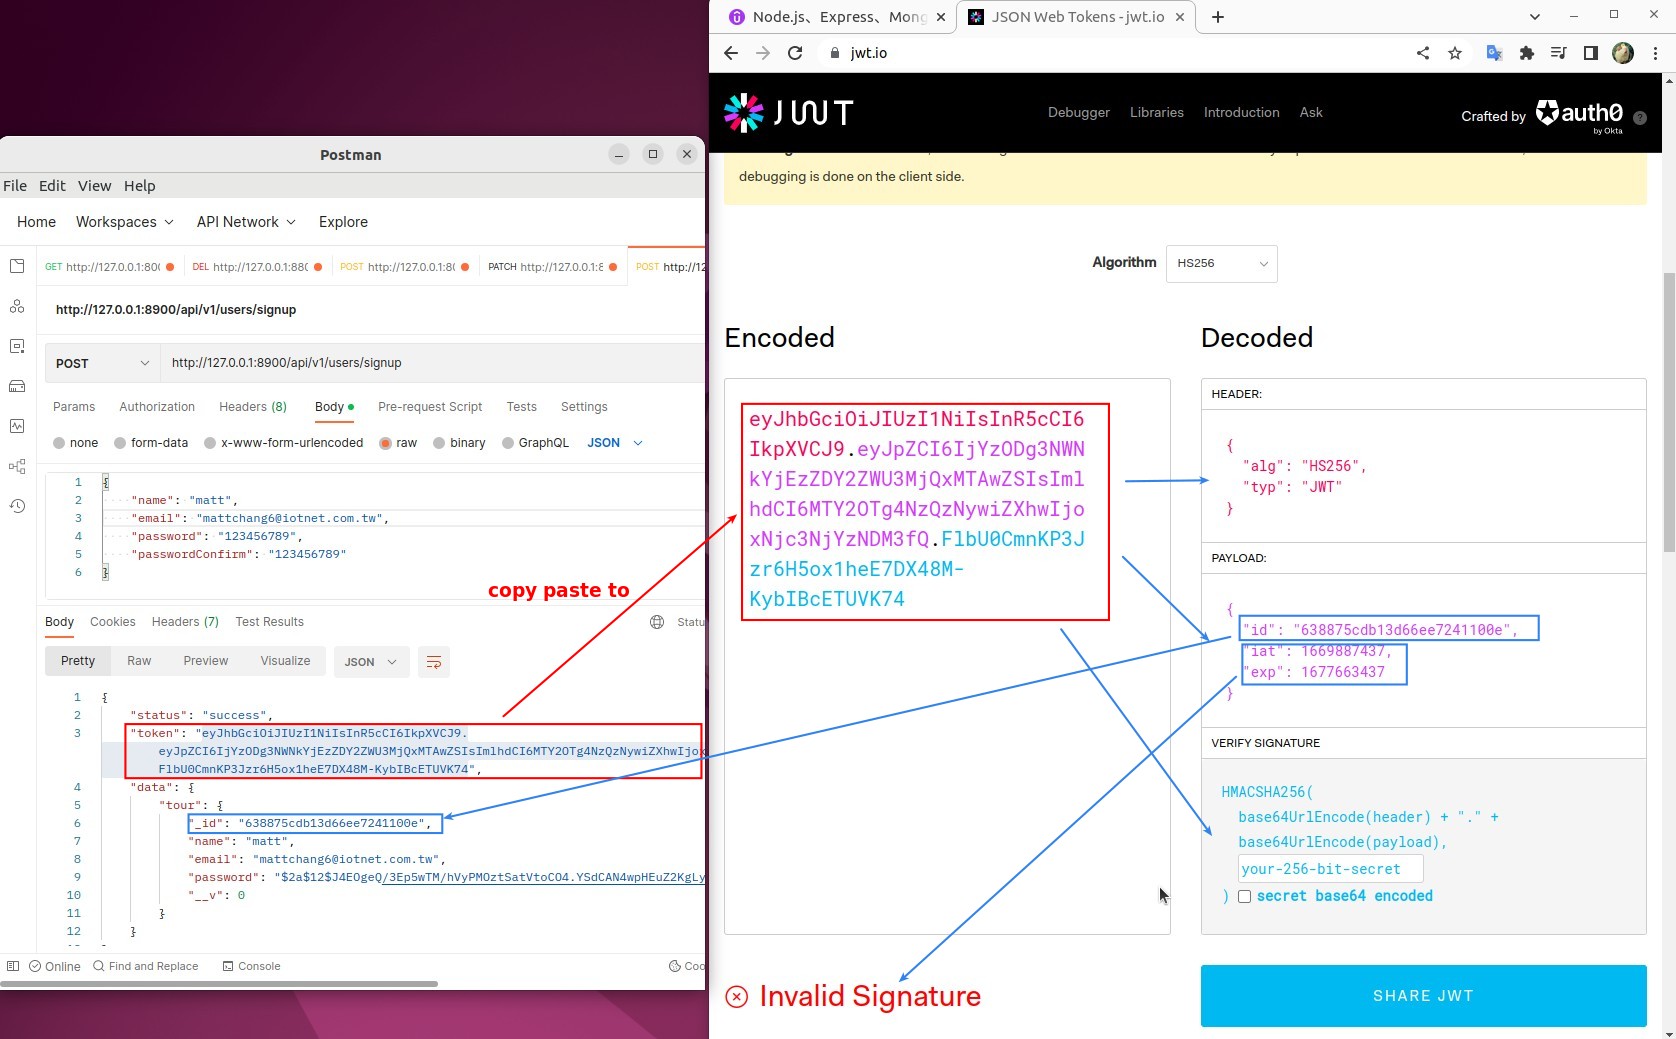 Postman
File Edit View Help
Home Workspaces API Network Explore
GET http://127.0.0.1:800 DEL http://127.0.0.1:880 POST http://127.0.0.1:80 PATCH http://127.0.0.1:8 POST http://12
http://127.0.0.1:8900/api/v1/users/signup
POST http://127.0.0.1:8900/api/v1/users/signup
Params Authorization Headers (8) Body Pre-request Script Tests Settings
none form-data x-www-form-urlencoded raw binary GraphQL JSON
1 {
2 "name": "matt",
3 "email": "mattchang6@iotnet.com.tw",
4 "password": "123456789",
5 "passwordConfirm": "123456789"
6 }
copy paste to
Body Cookies Headers (7) Test Results Statu
Pretty Raw Preview Visualize JSON
1 {
2 "status": "success",
3 "token": "eyJhbGciOiJIUzI1NiIsInR5cCI6IkpXVCJ9.
eyJpZCI6IjYzODg3NWNkYjEzZDY2ZWU3MjQxMTAwZSIsImlhdCI6MTY2OTg4NzQzNywiZXhwIjo
FlbU0CmnKP3Jzr6H5ox1heE7DX48M-KybIBcETUVK74",
4 "data": {
5 "tour": {
6 "_id": "638875cdb13d66ee7241100e",
7 "name": "matt",
8 "email": "mattchang6@iotnet.com.tw",
9 "password": "$2a$12$J4EOgeQ/3Ep5wTM/hVyPMOztSatVtoCO4.YSdCAN4wpHEuZ2KgLy
10 "__v": 0
11 }
12 }
Online Find and Replace Console Coo
Node.js、Express、Mong JSON Web Tokens - jwt.io
jwt.io
JWT Debugger Libraries Introduction Ask Crafted by auth0 by Okta
debugging is done on the client side.
Algorithm HS256
Encoded
eyJhbGciOiJIUzI1NiIsInR5cCI6
IkpXVCJ9.eyJpZCI6IjYzODg3NWN
kYjEzZDY2ZWU3MjQxMTAwZSIsIml
hdCI6MTY2OTg4NzQzNywiZXhwIjo
xNjc3NjYzNDM3fQ.FlbU0CmnKP3J
zr6H5ox1heE7DX48M-
KybIBcETUVK74
Decoded
HEADER:
{
"alg": "HS256",
"typ": "JWT"
}
PAYLOAD:
{
"id": "638875cdb13d66ee7241100e",
"iat": 1669887437,
"exp": 1677663437
}
VERIFY SIGNATURE
HMACSHA256(
base64UrlEncode(header) + "." +
base64UrlEncode(payload),
your-256-bit-secret
) secret base64 encoded
Invalid Signature
SHARE JWT